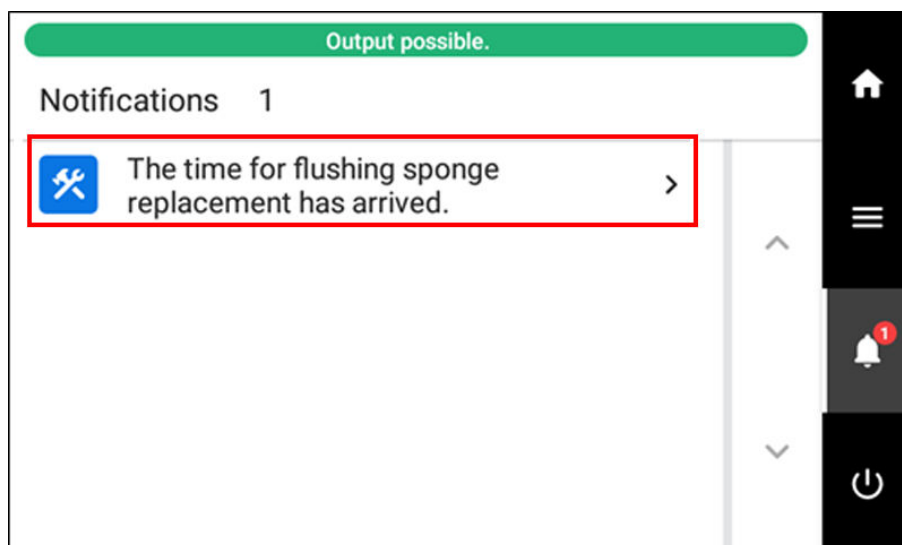 Output possible.
Notifications 1
The time for flushing sponge
replacement has arrived.
1